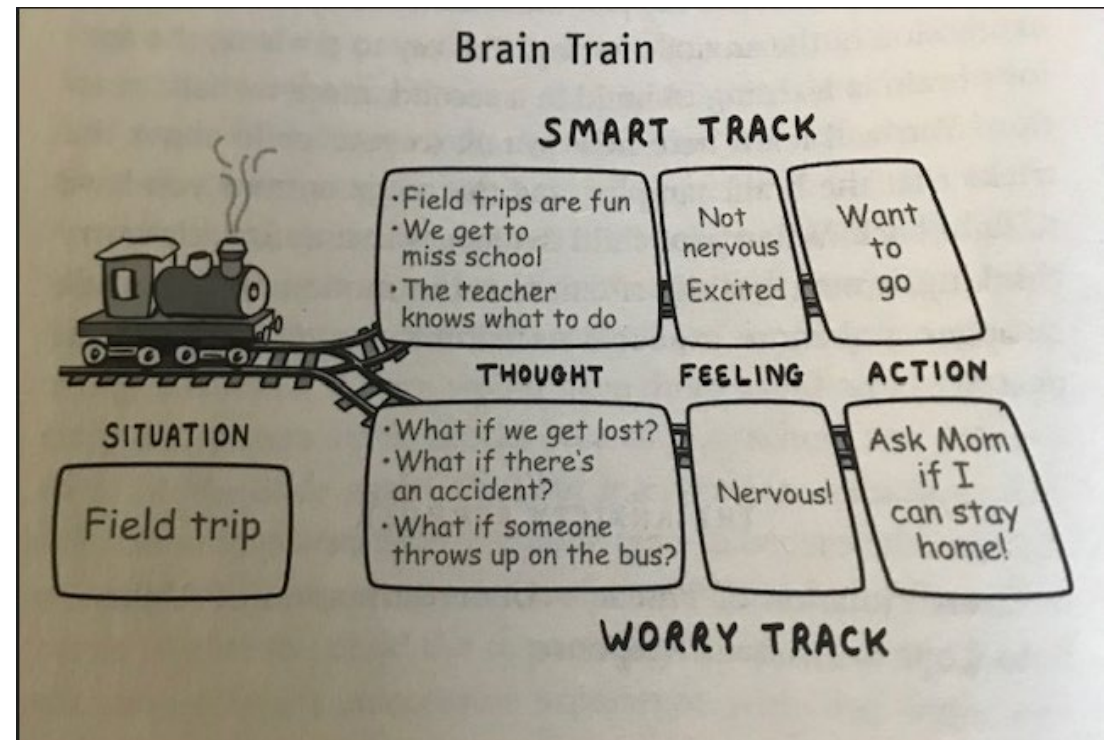 Brain Train
SMART TRACK
•Field trips are fun
•We get to
miss school
•The teacher
knows what to do
Not
nervous
Excited
Want
to
go
THOUGHT
FEELING
ACTION
SITUATION
Field trip
•What if we get lost?
•What if there's
an accident?
•What if someone
throws up on the bus?
Nervous!
Ask Mom
if I
can stay
home!
WORRY TRACK